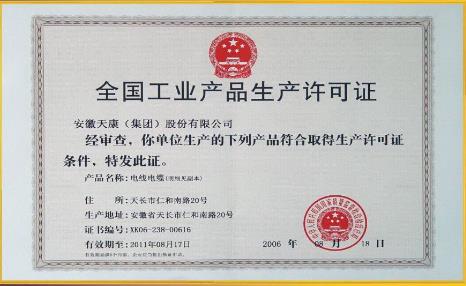 全国工业产品生产许可证
安徽天康（集团）股份有限公司
经审查，你单位生产的下列产品符合取得生产许可证
条件，特发此证。
产品名称：电线电缆(明细见副本)
住 所：天长市仁和南路20号
生产地址：安徽省天长市仁和南路20号
证书编号：XK06-238-00616
有效期至：2011年08月17日
2006 年 08 月 18 日